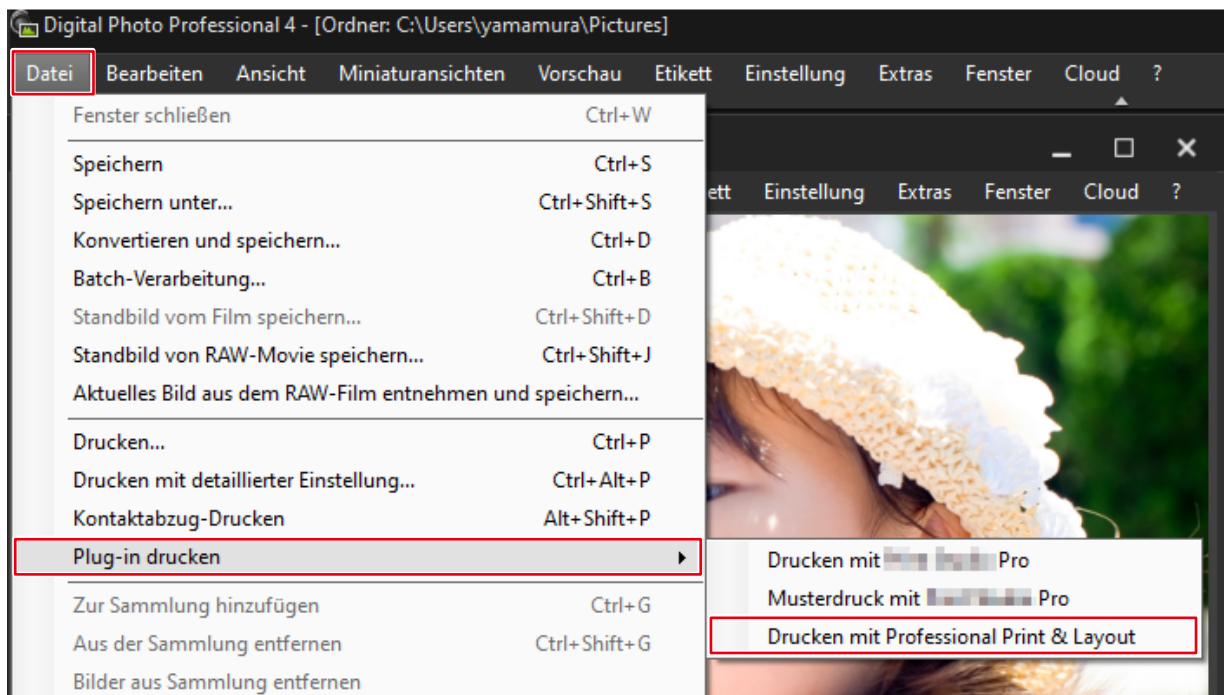 Digital Photo Professional 4 - [Ordner: C:\Users\yamamura\Pictures]
Datei Bearbeiten Ansicht Miniaturansichten Vorschau Etikett Einstellung Extras Fenster Cloud ?
Fenster schließen Ctrl+W
Speichern Ctrl+S
Speichern unter... Ctrl+Shift+S
ett Einstellung Extras Fenster Cloud ?
Konvertieren und speichern... Ctrl+D
Batch-Verarbeitung... Ctrl+B
Standbild vom Film speichern... Ctrl+Shift+D
Standbild von RAW-Movie speichern... Ctrl+Shift+J
Aktuelles Bild aus dem RAW-Film entnehmen und speichern...
Drucken... Ctrl+P
Drucken mit detaillierter Einstellung... Ctrl+Alt+P
Kontaktabzug-Drucken Alt+Shift+P
Plug-in drucken
Drucken mit Pro
Musterdruck mit Pro
Drucken mit Professional Print & Layout
Zur Sammlung hinzufügen Ctrl+G
Aus der Sammlung entfernen Ctrl+Shift+G
Bilder aus Sammlung entfernen